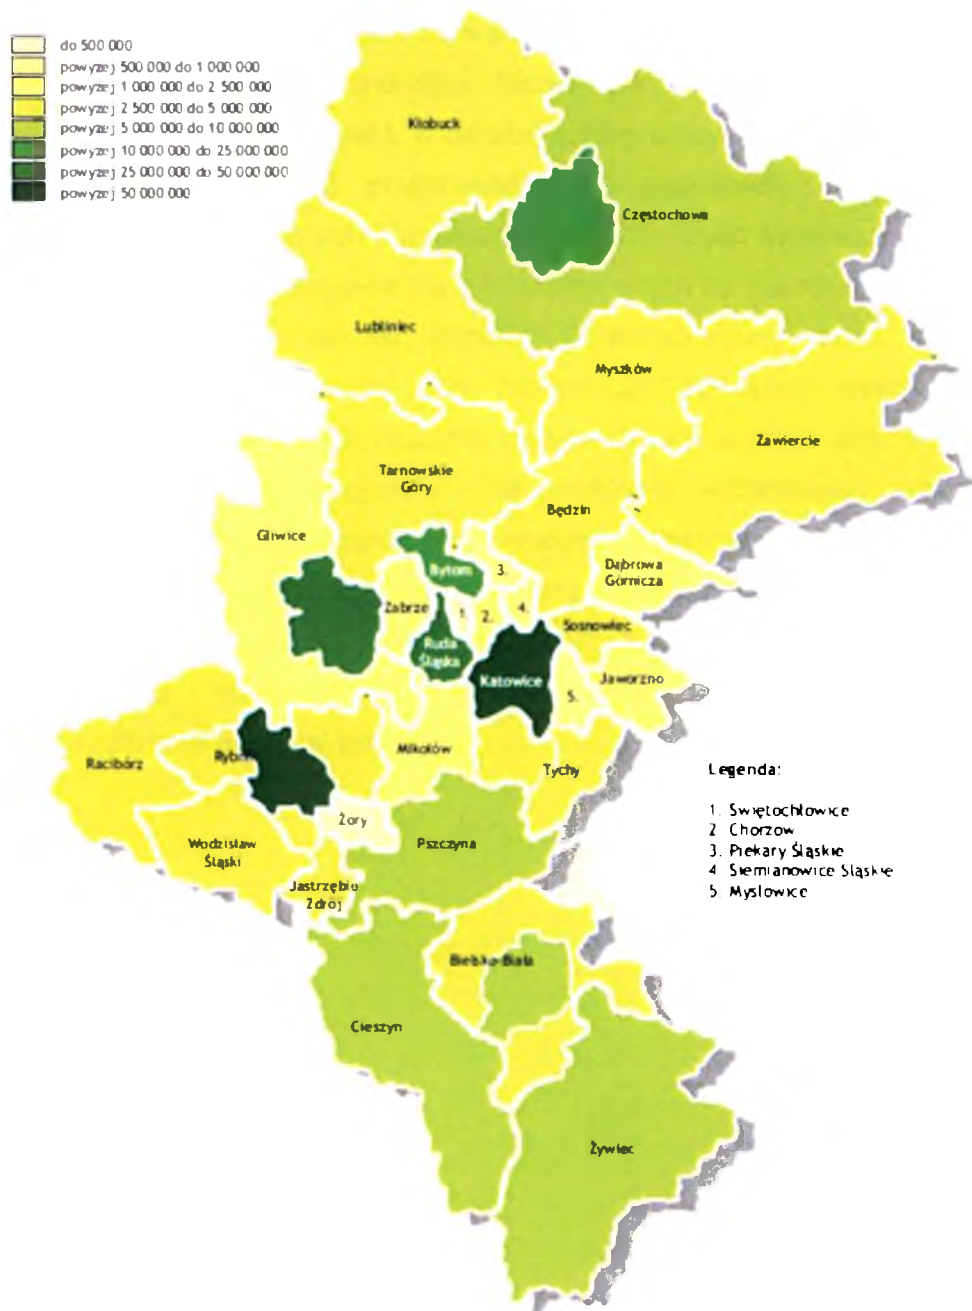 do 500 000
powyżej 500 000 do 1 000 000
powyżej 1 000 000 do 2 500 000
powyżej 2 500 000 do 5 000 000
powyżej 5 000 000 do 10 000 000
powyżej 10 000 000 do 25 000 000
powyżej 25 000 000 do 50 000 000
powyżej 50 000 000
Kłobuck
Częstochowa
Lubliniec
Myszków
Zawiercie
Tarnowskie
Góry
Będzin
Gliwice
Bytom
3.
Dąbrowa
Górnicza
Zabrze
1.
2.
4.
Sosnowiec
Ruda
Śląska
Katowice
Jaworzno
5.
Mikołów
Racibórz
Rybn
Tychy
Żory
Pszczyna
Wodzisław
Śląski
Jastrzębie
Zdrój
Legenda:
1. Świętochłowice
2 Chorzow
3. Piekary Śląskie
4 Siemianowice Śląskie
5. Mysłowice
Bielsko-Biała
Cieszyn
Żywiec